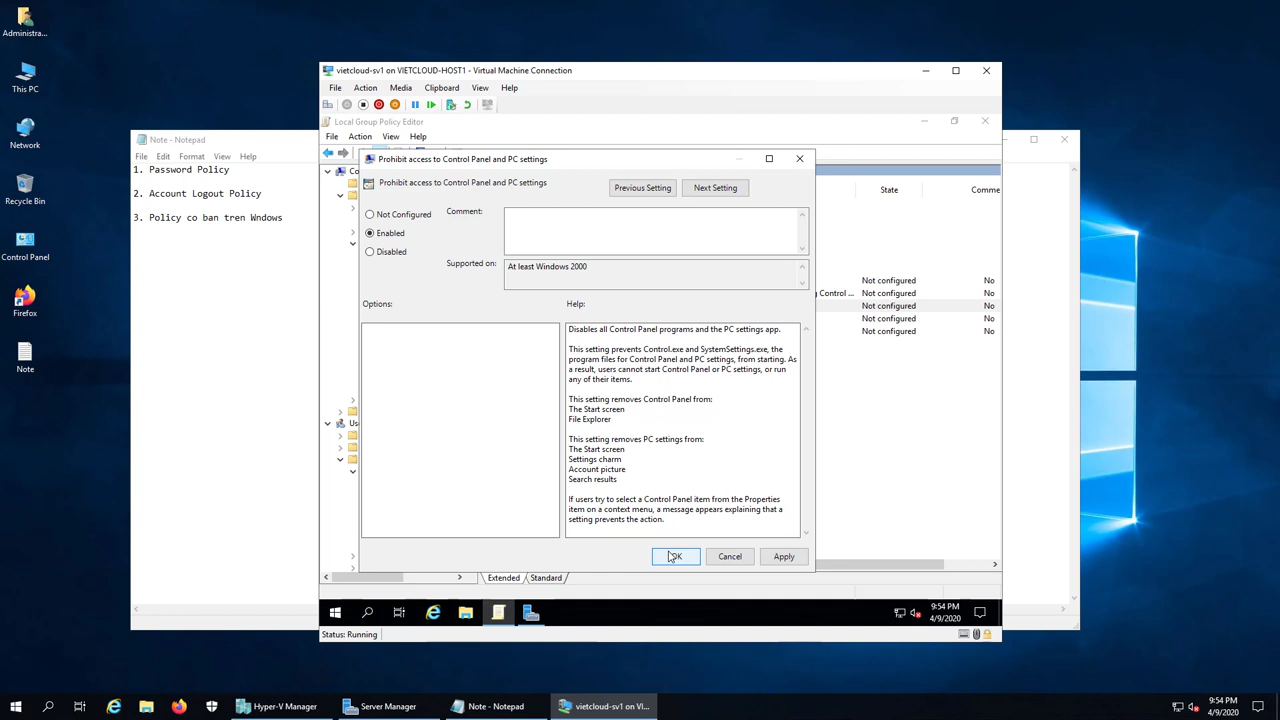 Administra...
This PC
Network
Recycle Bin
Control Panel
Firefox
Note
Note - Notepad
File Edit Format View Help
1. Password Policy
2. Account Logout Policy
3. Policy co ban tren Wndows
vietcloud-sv1 on VIETCLOUD-HOST1 - Virtual Machine Connection
File Action Media Clipboard View Help
Local Group Policy Editor
File Action View Help
Prohibit access to Control Panel and PC settings
Prohibit access to Control Panel and PC settings
Previous Setting Next Setting
Not Configured
Enabled
Disabled
Comment:
Supported on:
At least Windows 2000
Options:
Help:
Disables all Control Panel programs and the PC settings app.
This setting prevents Control.exe and SystemSettings.exe, the
program files for Control Panel and PC settings, from starting. As
a result, users cannot start Control Panel or PC settings, or run
any of their items.
This setting removes Control Panel from:
The Start screen
File Explorer
This setting removes PC settings from:
The Start screen
Settings charm
Account picture
Search results
If users try to select a Control Panel item from the Properties
item on a context menu, a message appears explaining that a
setting prevents the action.
OK Cancel Apply
Co
Us
State Comme
Not configured No
g Control ... Not configured No
Not configured No
Not configured No
Not configured No
Extended Standard
9:54 PM
4/9/2020
Status: Running
Hyper-V Manager
Server Manager
Note - Notepad
vietcloud-sv1 on VI...
9:54 PM
4/9/2020